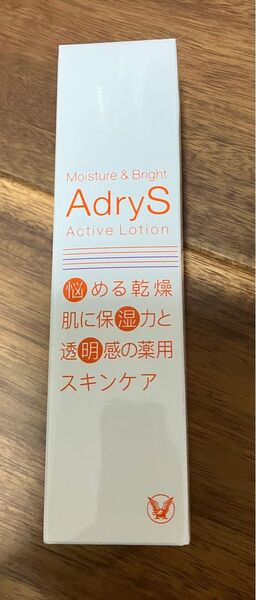 Moisture & Bright
AdryS
Active Lotion
悩める乾燥
肌に保湿力と
透明感の薬用
スキンケア